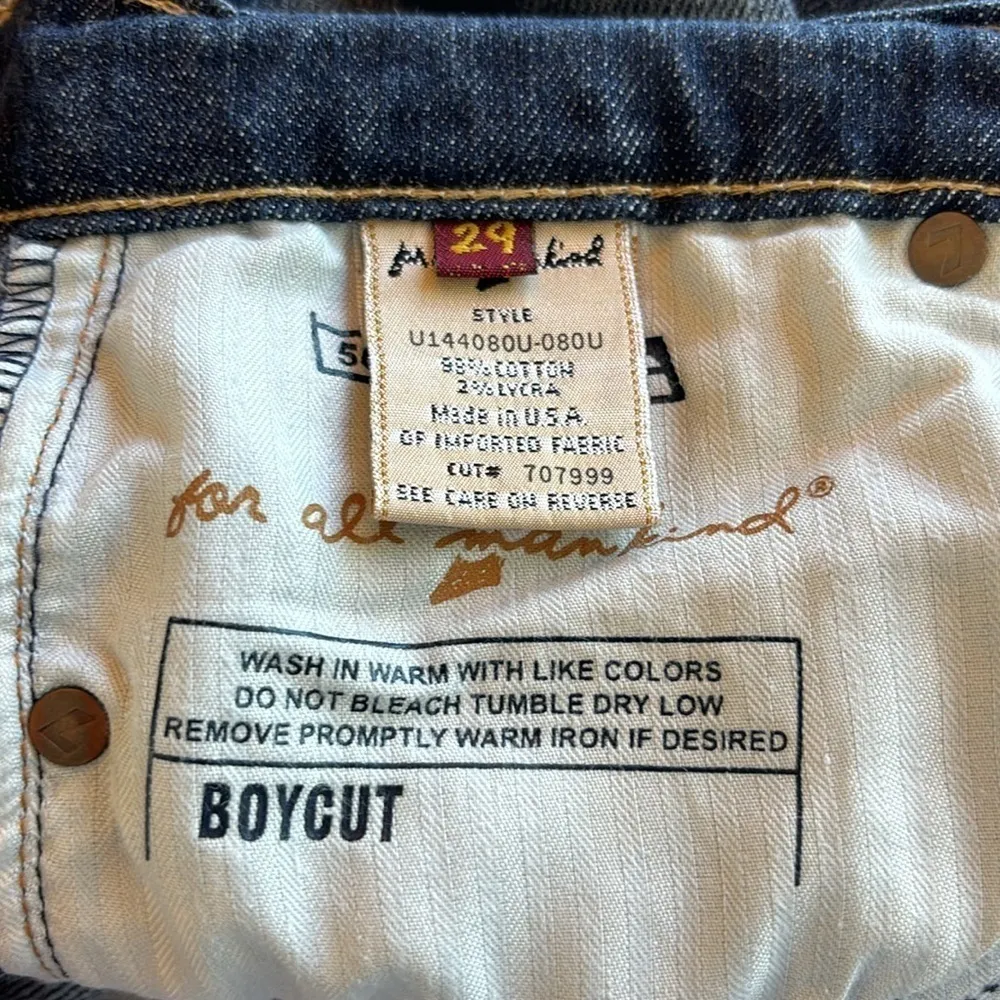 29
STYLE
U144080U-080U
98% COTTON
2% LYCRA
Made in U.S.A.
OF IMPORTED FABRIC
CUT# 707999
SEE CARE ON REVERSE
for all mankind®
WASH IN WARM WITH LIKE COLORS
DO NOT BLEACH TUMBLE DRY LOW
REMOVE PROMPTLY WARM IRON IF DESIRED
BOYCUT